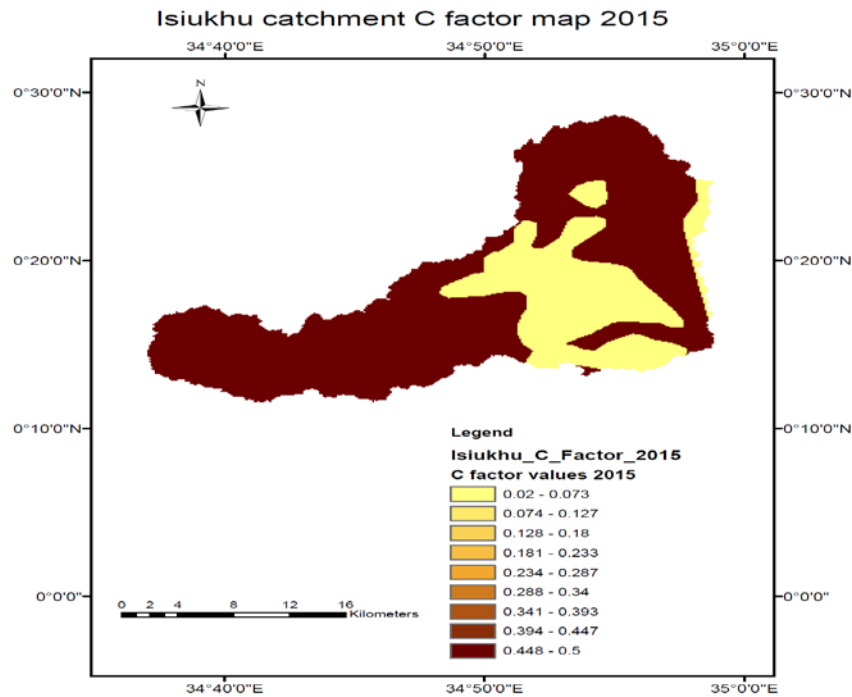 Isiukhu catchment C factor map 2015
34°40'0"E 34°50'0"E 35°0'0"E
N
0°30'0"N 0°30'0"N
0°20'0"N 0°20'0"N
0°10'0"N 0°10'0"N
Legend
Isiukhu_C_Factor_2015
C factor values 2015
0.02 - 0.073
0.074 - 0.127
0.128 - 0.18
0.181 - 0.233
0.234 - 0.287
0.288 - 0.34
0.341 - 0.393
0.394 - 0.447
0.448 - 0.5
0°0'0" 0°0'0"
0 2 4 8 12 16
Kilometers
34°40'0"E 34°50'0"E 35°0'0"E